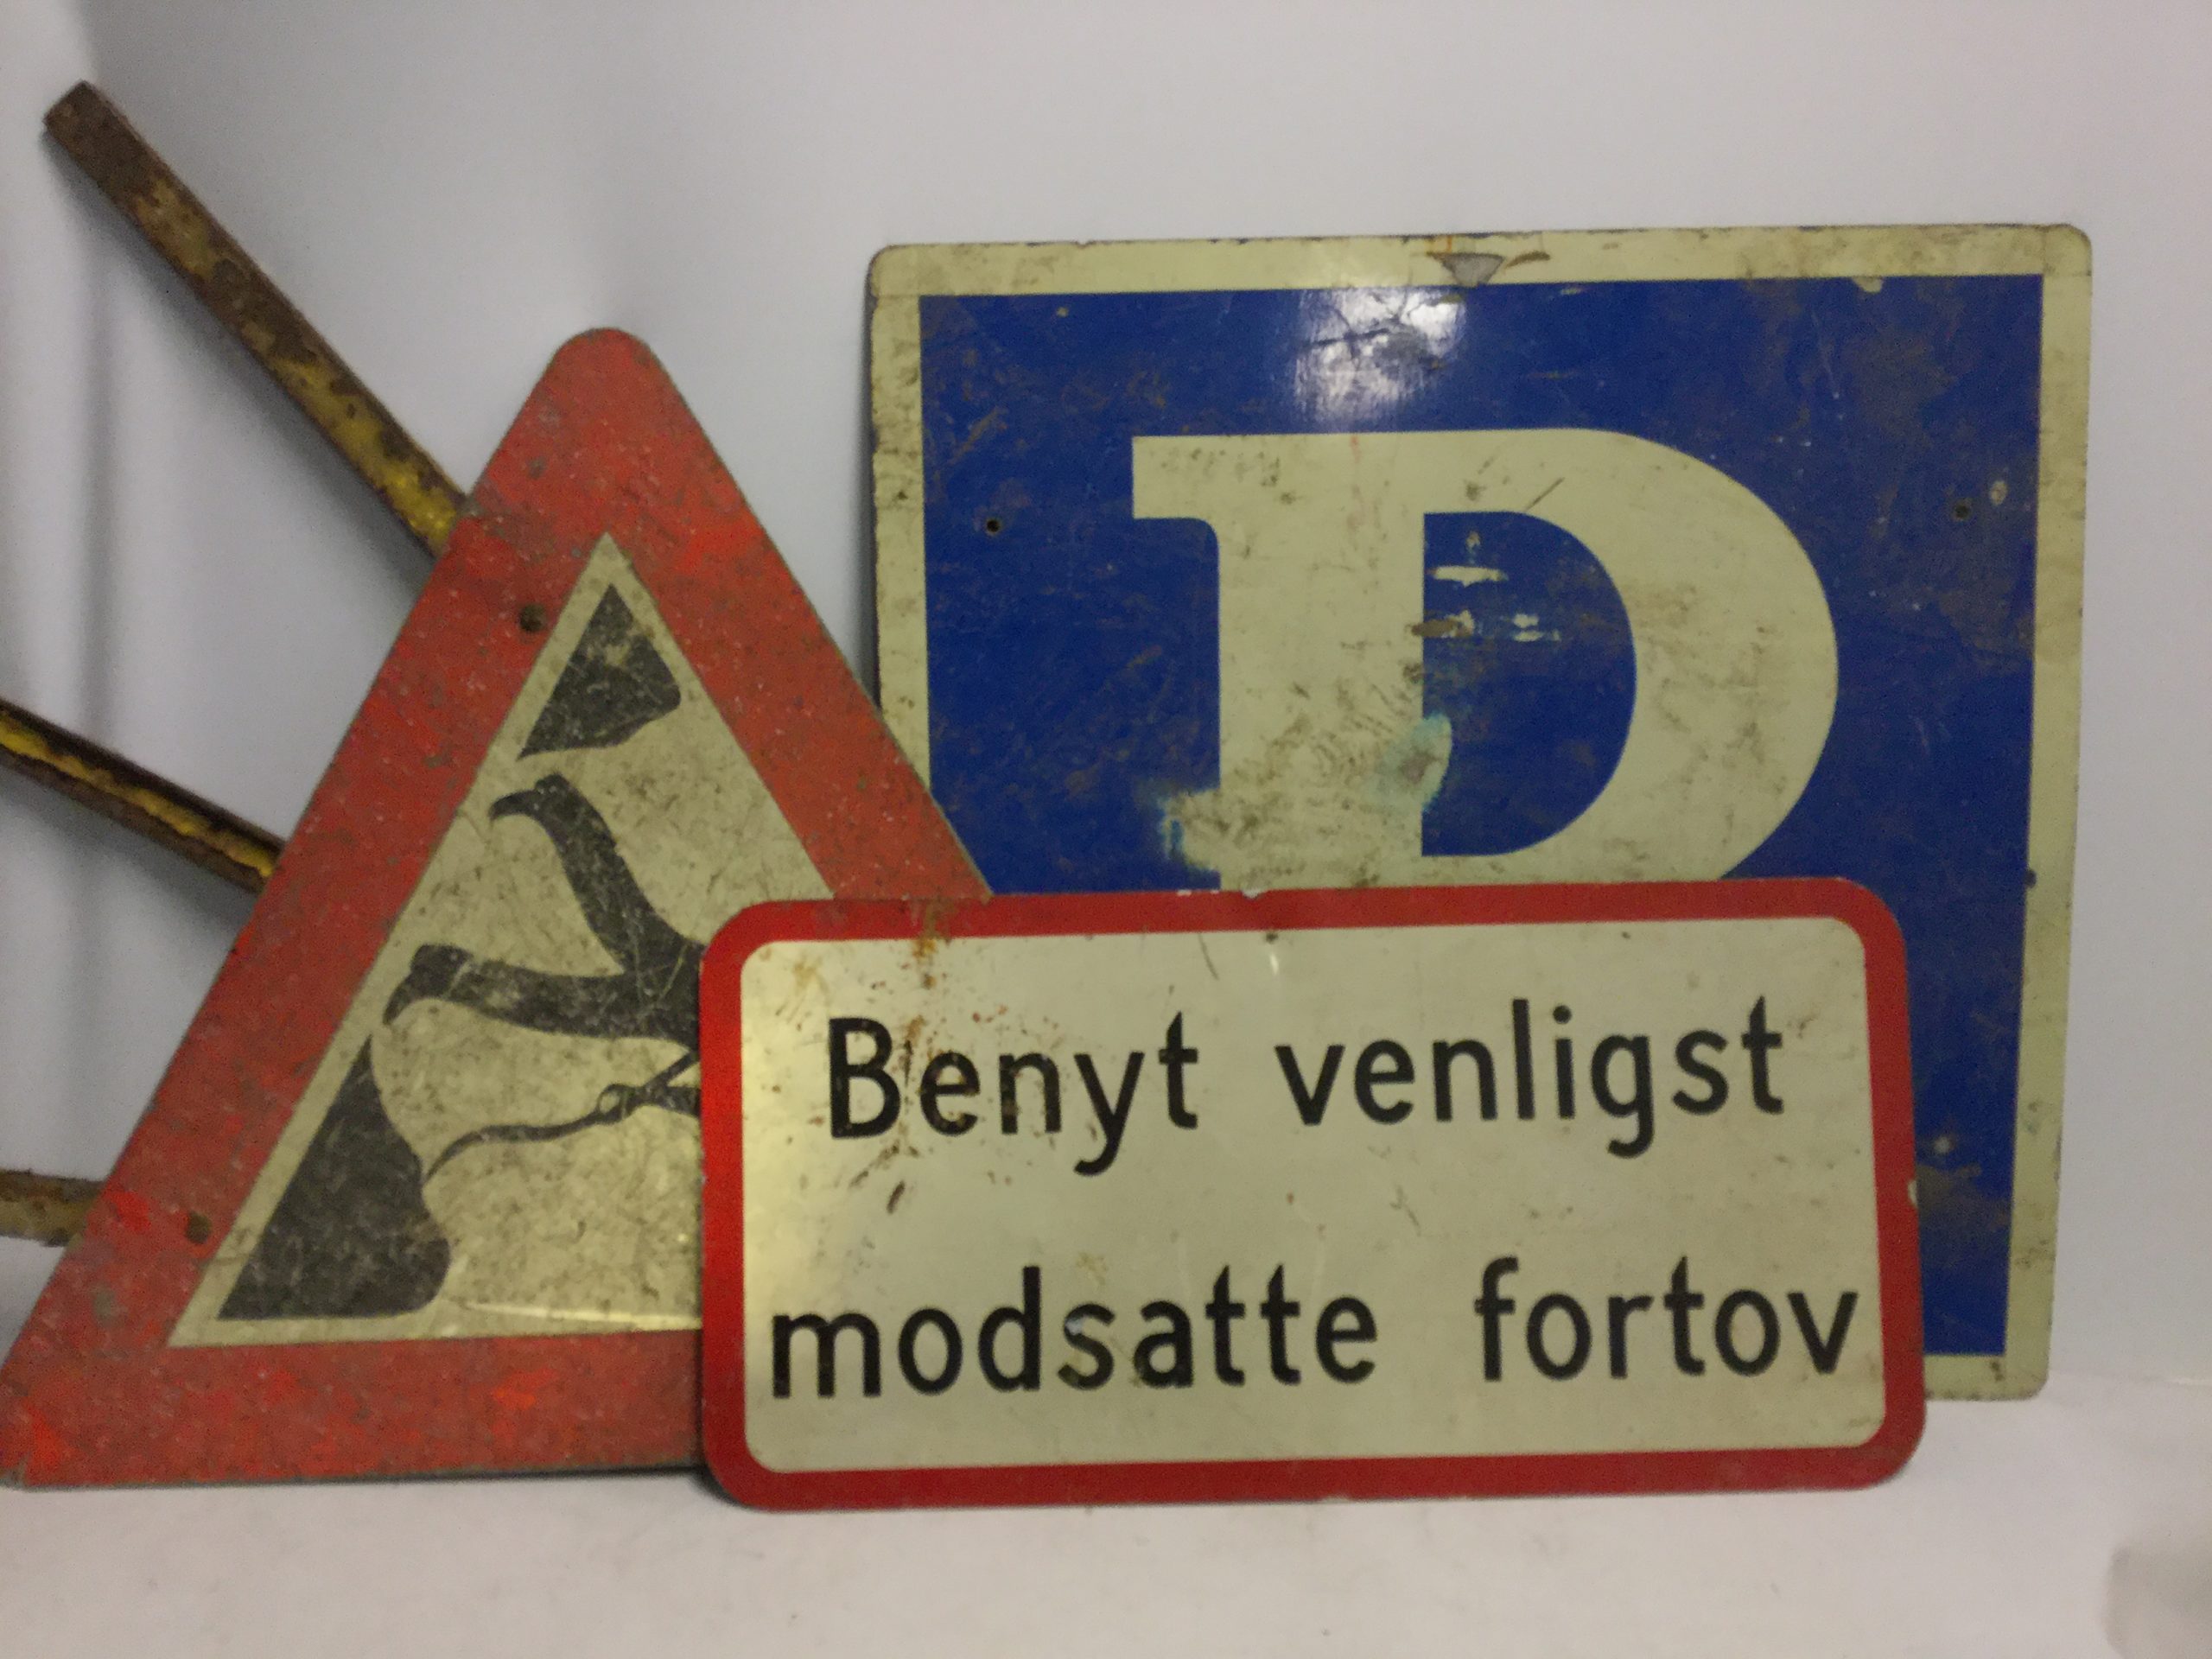 P
Benyt venligst
modsatte fortov